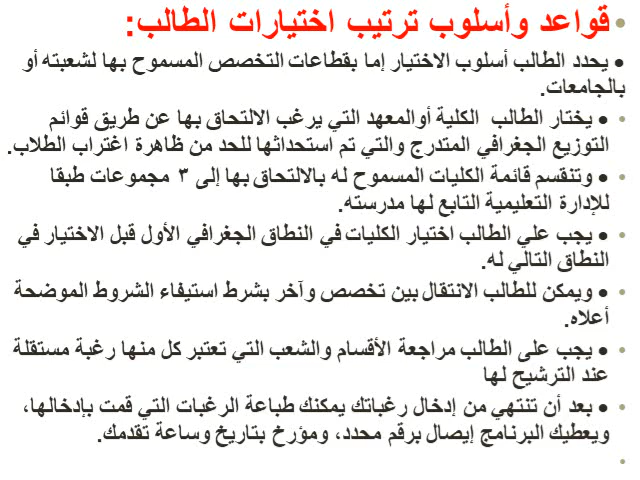 • قواعد وأسلوب ترتيب اختيارات الطالب:
• يحدد الطالب أسلوب الاختيار إما بقطاعات التخصص المسموح بها لشعبته أو
بالجامعات.
• • يختار الطالب الكلية أوالمعهد التي يرغب الالتحاق بها عن طريق قوائم
التوزيع الجغرافي المتدرج والتي تم استحداثها للحد من ظاهرة اغتراب الطلاب.
• • وتنقسم قائمة الكليات المسموح له بالالتحاق بها إلى ٣ مجموعات طبقا
للإدارة التعليمية التابع لها مدرسته.
• • يجب علي الطالب اختيار الكليات في النطاق الجغرافي الأول قبل الاختيار في
النطاق التالي له.
• • ويمكن للطالب الانتقال بين تخصص وآخر بشرط استيفاء الشروط الموضحة
أعلاه.
• • يجب على الطالب مراجعة الأقسام والشعب التي تعتبر كل منها رغبة مستقلة
عند الترشيح لها
• • بعد أن تنتهي من إدخال رغباتك يمكنك طباعة الرغبات التي قمت بإدخالها،
ويعطيك البرنامج إيصال برقم محدد، ومؤرخ بتاريخ وساعة تقدمك.
•